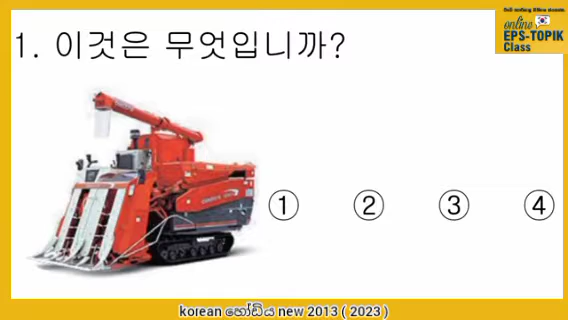 online
EPS-TOPIK
Class
1. 이것은 무엇입니까?
① ② ③ ④
korean හෝඩිය new 2013 ( 2023 )